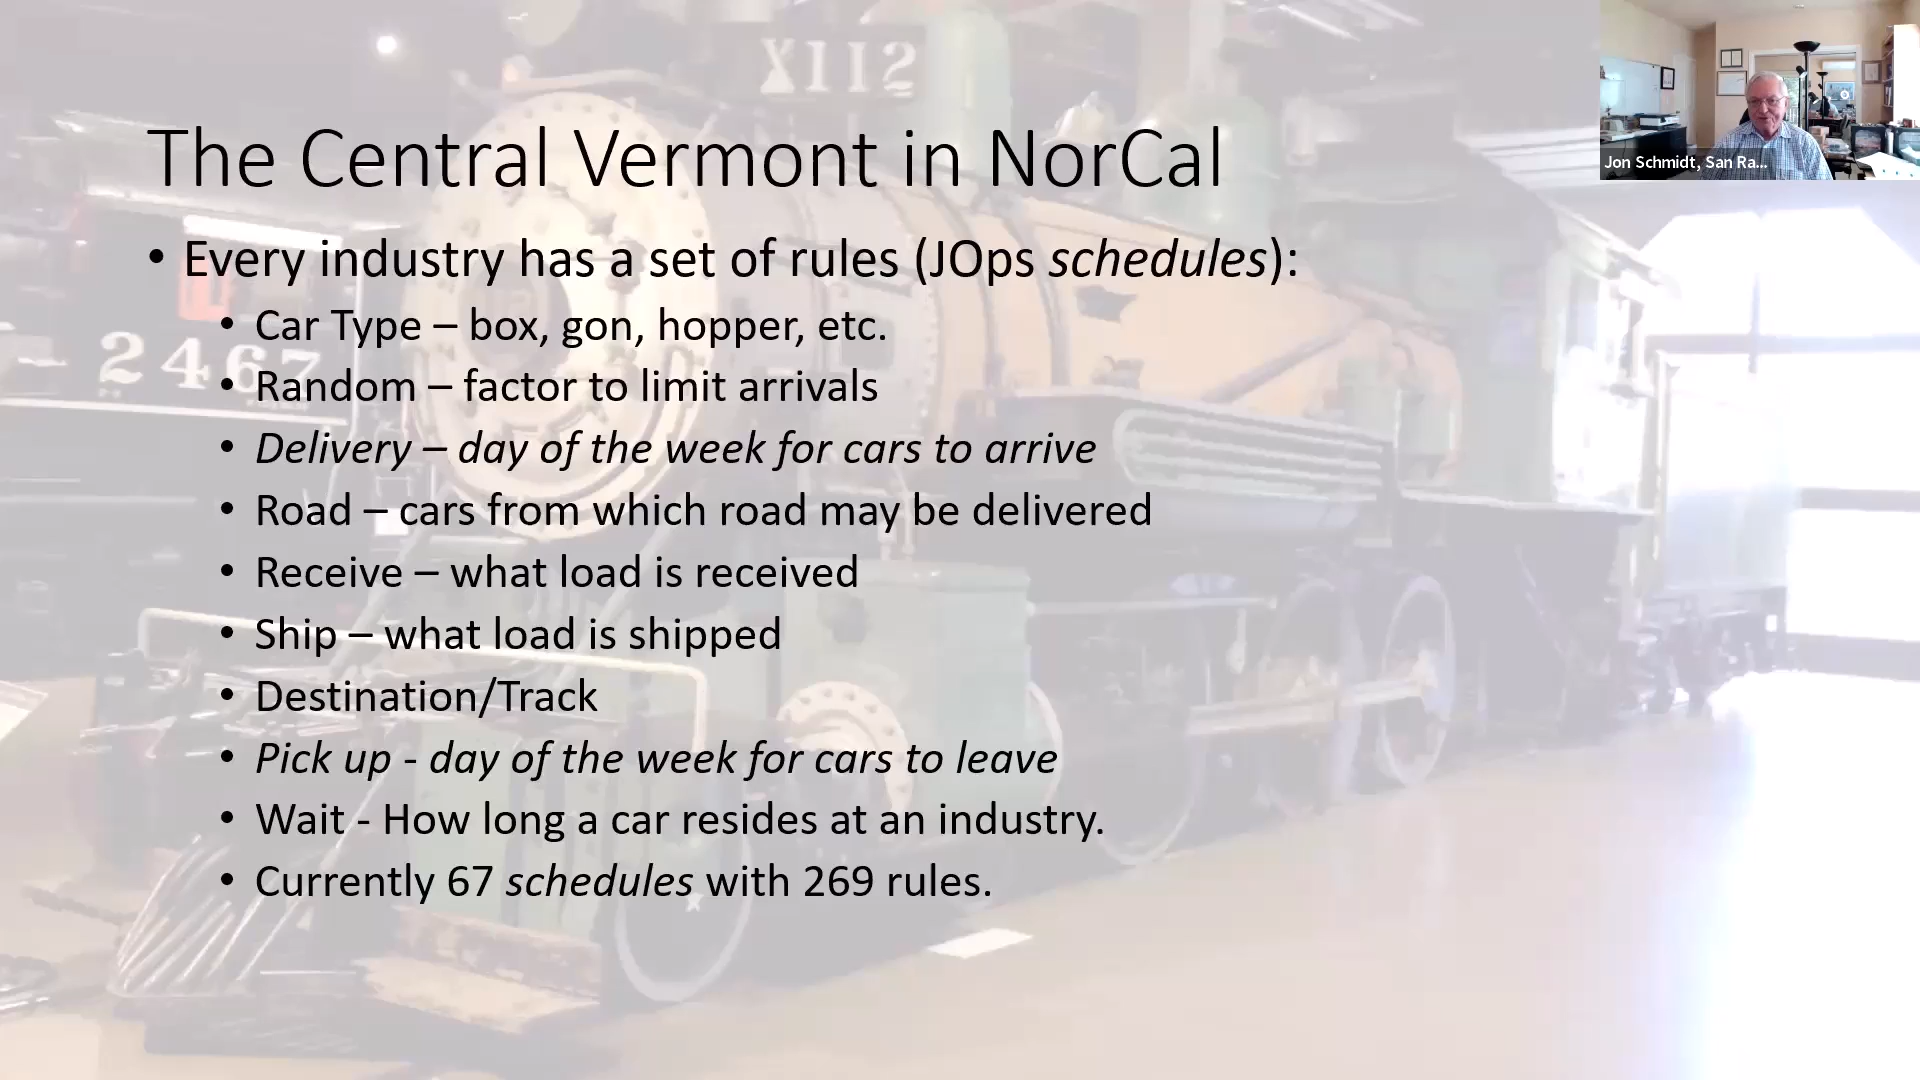 X112
Jon Schmidt, San Ra...
The Central Vermont in NorCal
• Every industry has a set of rules (JOps schedules):
• Car Type – box, gon, hopper, etc.
2467
• Random – factor to limit arrivals
• Delivery – day of the week for cars to arrive
• Road – cars from which road may be delivered
• Receive – what load is received
• Ship – what load is shipped
• Destination/Track
• Pick up - day of the week for cars to leave
• Wait - How long a car resides at an industry.
• Currently 67 schedules with 269 rules.